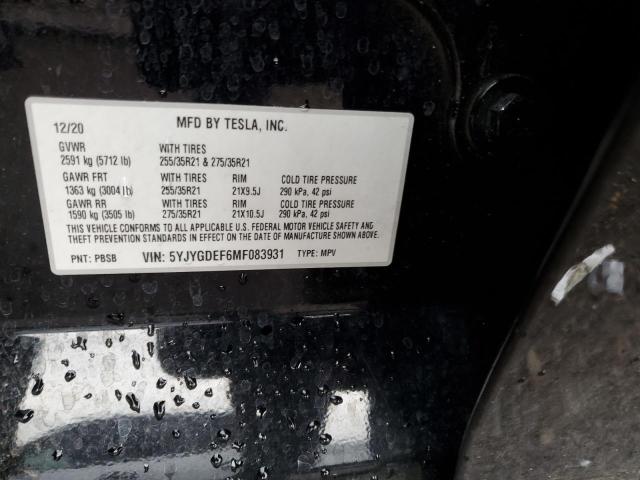 12/20 MFD BY TESLA, INC.
GVWR WITH TIRES
2591 kg (5712 lb) 255/35R21 & 275/35R21
GAWR FRT WITH TIRES RIM COLD TIRE PRESSURE
1363 kg (3004 lb) 255/35R21 21X9.5J 290 kPa, 42 psi
GAWR RR WITH TIRES RIM COLD TIRE PRESSURE
1590 kg (3505 lb) 275/35R21 21X10.5J 290 kPa, 42 psi
THIS VEHICLE CONFORMS TO ALL APPLICABLE U.S. FEDERAL MOTOR VEHICLE SAFETY AND
THEFT PREVENTION STANDARDS IN EFFECT ON THE DATE OF MANUFACTURE SHOWN ABOVE.
PNT: PBSB VIN: 5YJYGDEF6MF083931 TYPE: MPV